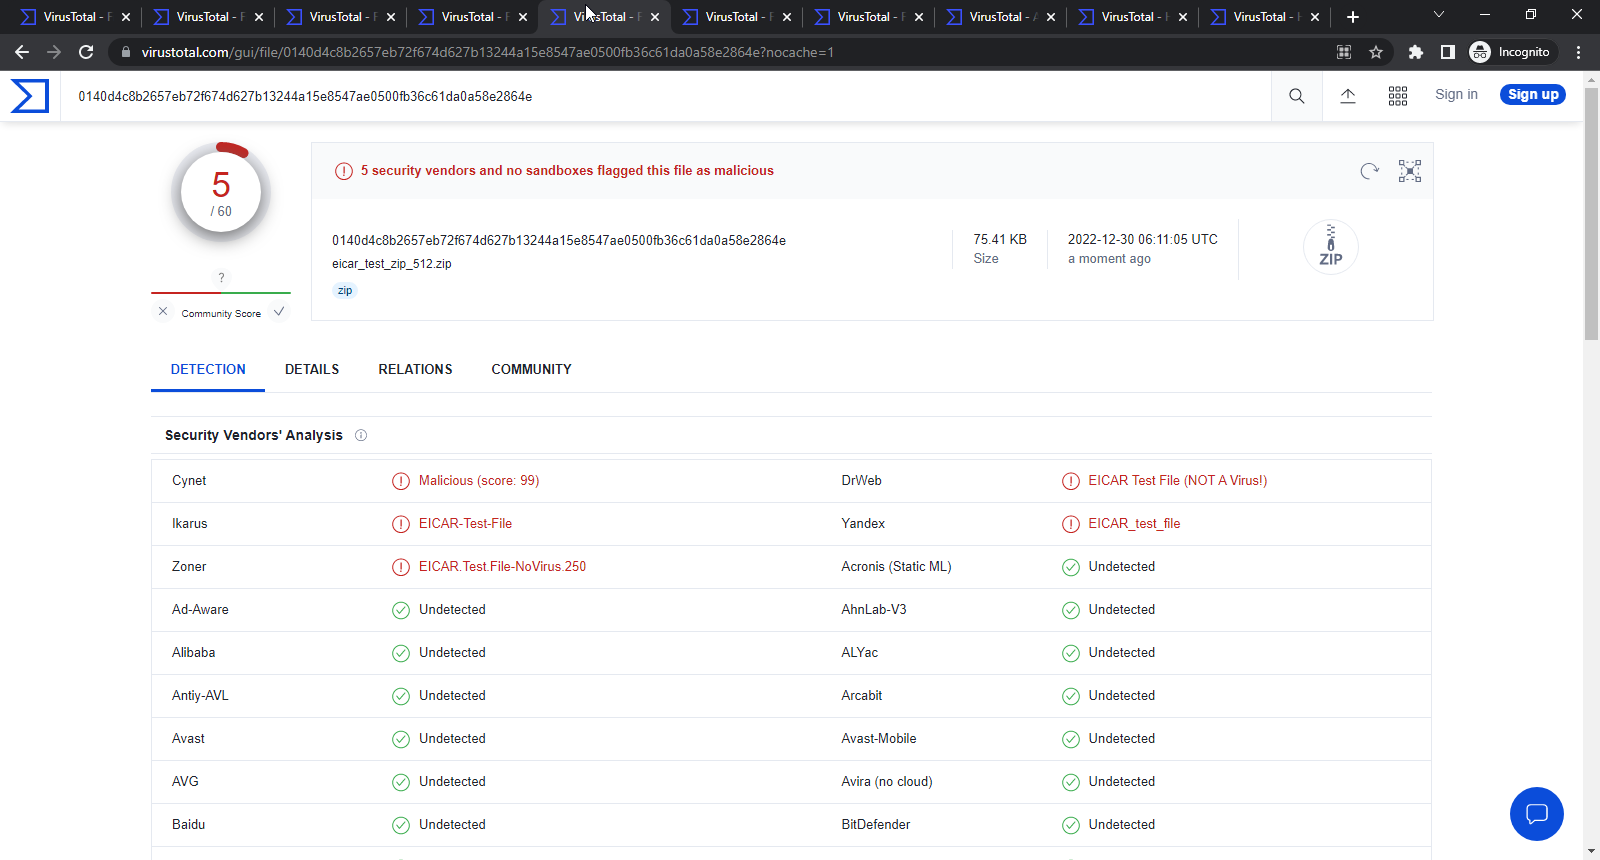 VirusTotal - F VirusTotal - F VirusTotal - F VirusTotal - F VirusTotal - F VirusTotal - F VirusTotal - F VirusTotal - A VirusTotal - H VirusTotal - H
virustotal.com/gui/file/0140d4c8b2657eb72f674d627b13244a15e8547ae0500fb36c61da0a58e2864e?nocache=1 Incognito
0140d4c8b2657eb72f674d627b13244a15e8547ae0500fb36c61da0a58e2864e Sign in Sign up
5
/ 60
?
Community Score
5 security vendors and no sandboxes flagged this file as malicious
0140d4c8b2657eb72f674d627b13244a15e8547ae0500fb36c61da0a58e2864e
eicar_test_zip_512.zip
zip
75.41 KB
Size
2022-12-30 06:11:05 UTC
a moment ago
ZIP
DETECTION DETAILS RELATIONS COMMUNITY
Security Vendors' Analysis
Cynet Malicious (score: 99) DrWeb EICAR Test File (NOT A Virus!)
Ikarus EICAR-Test-File Yandex EICAR_test_file
Zoner EICAR.Test.File-NoVirus.250 Acronis (Static ML) Undetected
Ad-Aware Undetected AhnLab-V3 Undetected
Alibaba Undetected ALYac Undetected
Antiy-AVL Undetected Arcabit Undetected
Avast Undetected Avast-Mobile Undetected
AVG Undetected Avira (no cloud) Undetected
Baidu Undetected BitDefender Undetected